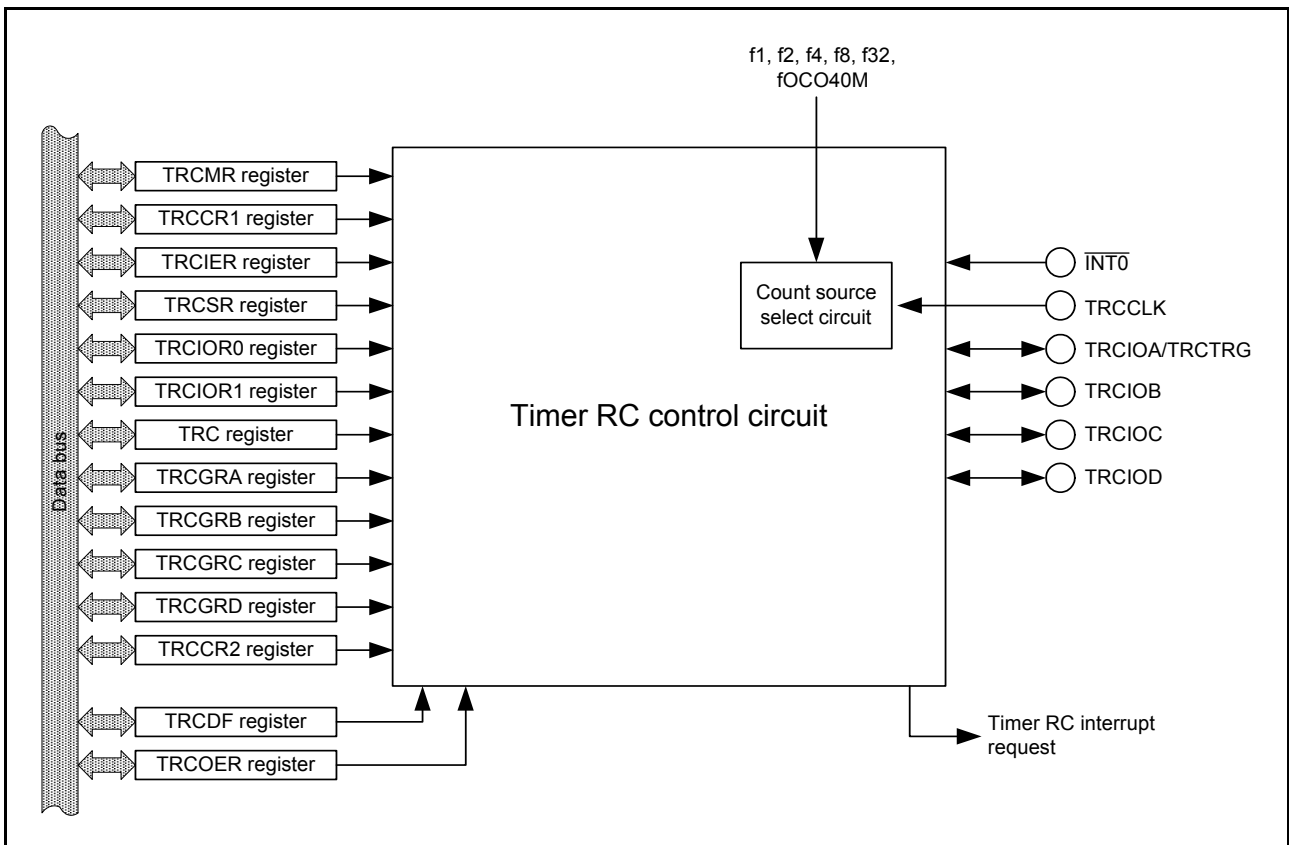 f1, f2, f4, f8, f32,
fOCO40M
Data bus
TRCMR register
TRCCR1 register
TRCIER register
TRCSR register
TRCIOR0 register
TRCIOR1 register
TRC register
TRCGRA register
TRCGRB register
TRCGRC register
TRCGRD register
TRCCR2 register
TRCDF register
TRCOER register
Count source
select circuit
Timer RC control circuit
I̅N̅T̅0̅
TRCCLK
TRCIOA/TRCTRG
TRCIOB
TRCIOC
TRCIOD
Timer RC interrupt
request